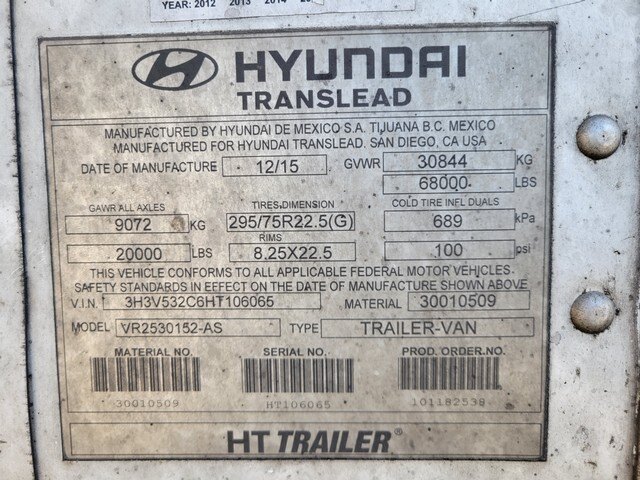 YEAR: 2012 2013 2014
HYUNDAI
TRANSLEAD
MANUFACTURED BY HYUNDAI DE MEXICO S.A. TIJUANA B.C. MEXICO
MANUFACTURED FOR HYUNDAI TRANSLEAD. SAN DIEGO, CA USA
DATE OF MANUFACTURE 12/15 GVWR 30844 KG
68000 LBS
GAWR ALL AXLES TIRES DIMENSION COLD TIRE INFL DUALS
9072 KG 295/75R22.5(G) 689 kPa
RIMS
20000 LBS 8.25X22.5 100 psi
THIS VEHICLE CONFORMS TO ALL APPLICABLE FEDERAL MOTOR VEHICLES
SAFETY STANDARDS IN EFFECT ON THE DATE OF MANUFACTURE SHOWN ABOVE
V.I.N. 3H3V532C6HT106065 MATERIAL 30010509
MODEL VR2530152-AS TYPE TRAILER-VAN
MATERIAL NO. SERIAL NO. PROD. ORDER.NO.
30010509 HT106065 101182538
HT TRAILER®